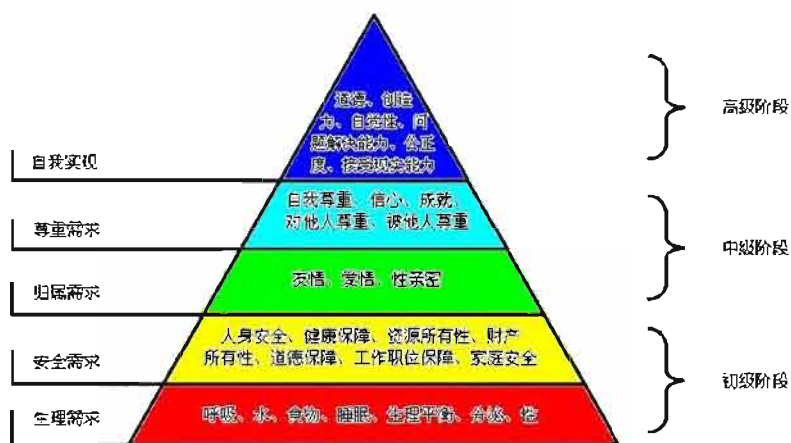 道德、创造
力、自觉性、问
题解决能力、公正
度、接受现实能力
高级阶段
自我实现
自我尊重、信心、成就、
对他人尊重、被他人尊重
尊重需求
中级阶段
友情、爱情、性亲密
归属需求
人身安全、健康保障、资源所有性、财产
所有性、道德保障、工作职位保障、家庭安全
安全需求
初级阶段
呼吸、水、食物、睡眠、生理平衡、分泌、性
生理需求